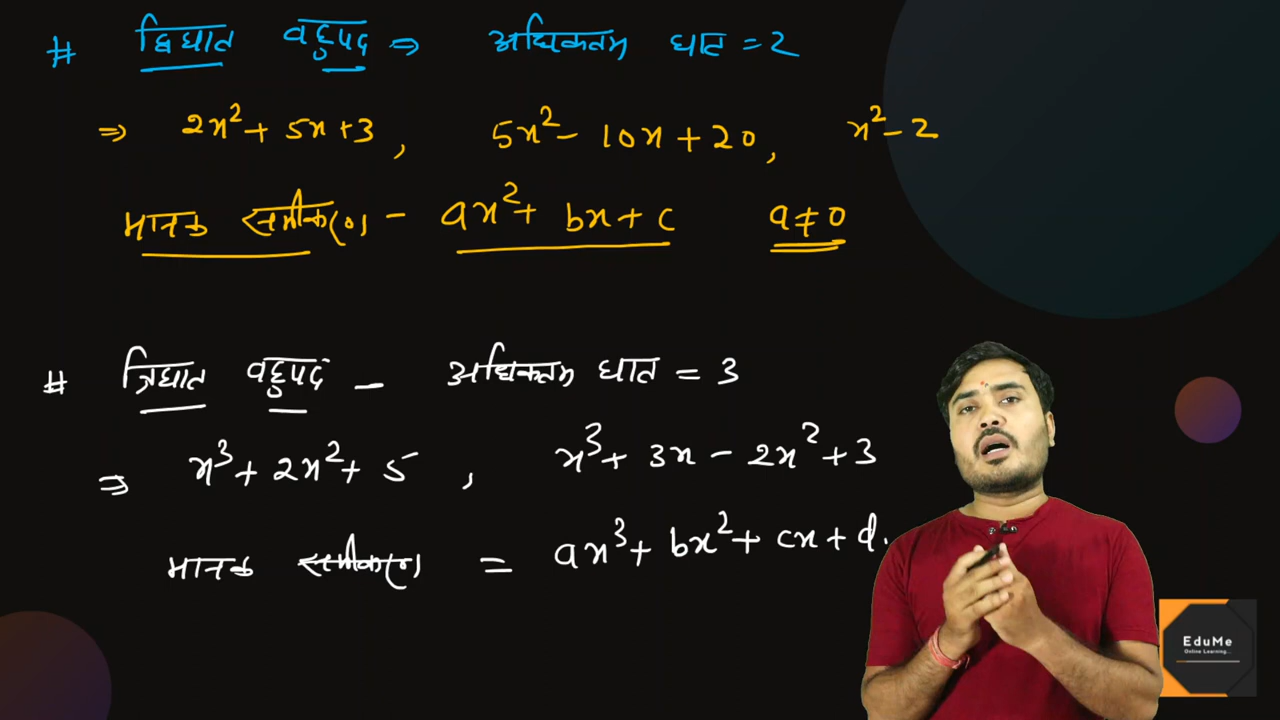 # द्विघात बहुपद ⇒ अधिकतम घात = 2
⇒ 2x² + 5x + 3 , 5x² - 10x + 20 , x² - 2
मानक समीकरण - ax² + bx + c a ≠ 0
# त्रिघात बहुपद - अधिकतम घात = 3
⇒ x³ + 2x² + 5 , x³ + 3x - 2x² + 3
मानक समीकरण = ax³ + bx² + cx + d.
EduMe
Online Learning...